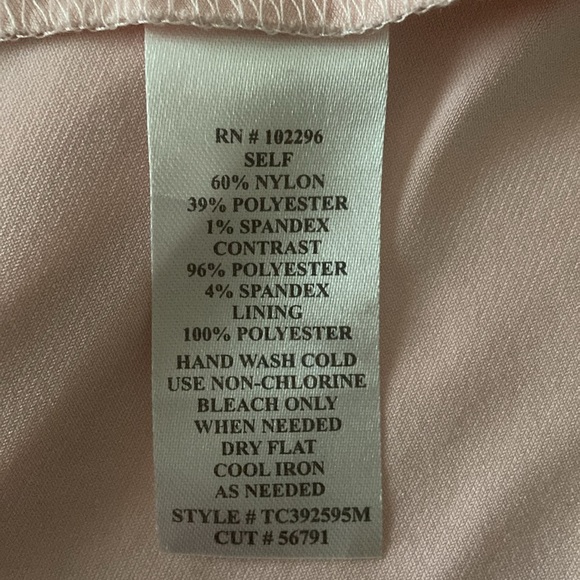 RN # 102296
SELF
60% NYLON
39% POLYESTER
1% SPANDEX
CONTRAST
96% POLYESTER
4% SPANDEX
LINING
100% POLYESTER
HAND WASH COLD
USE NON-CHLORINE
BLEACH ONLY
WHEN NEEDED
DRY FLAT
COOL IRON
AS NEEDED
STYLE # TC392595M
CUT # 56791